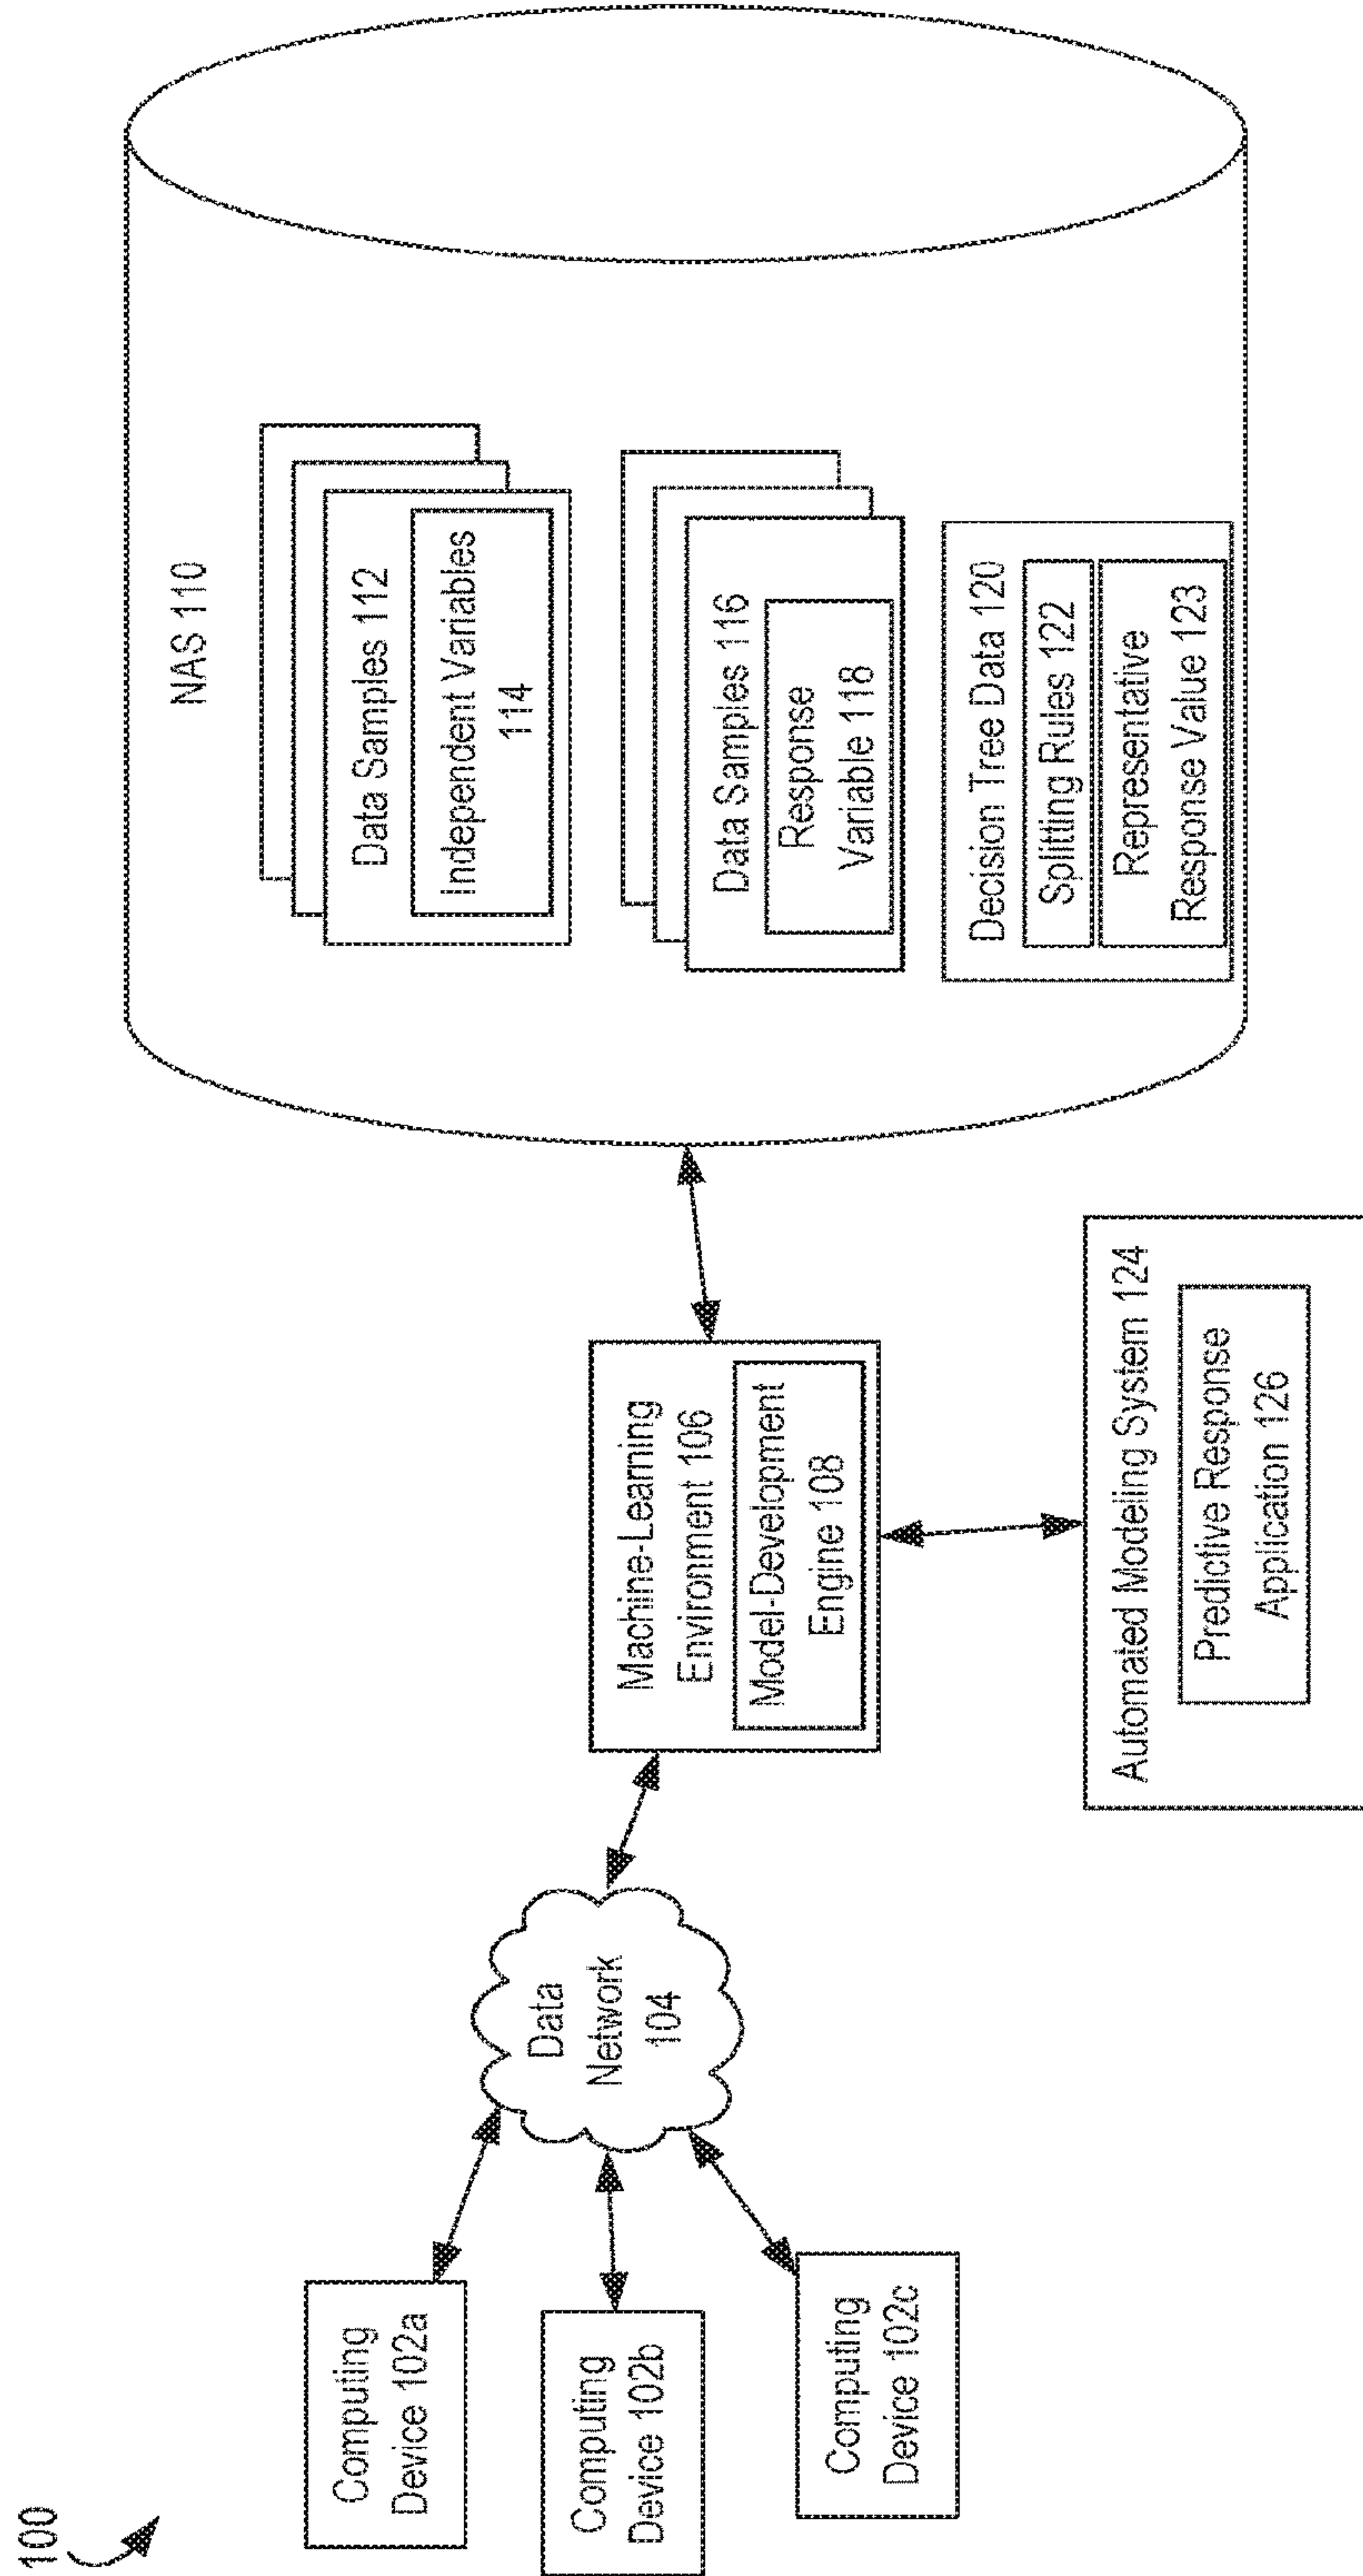 100
Computing
Device 102a
Computing
Device 102b
Computing
Device 102c
Data
Network
104
Machine-Learning
Environment 106
Model-Development
Engine 108
Automated Modeling System 124
Predictive Response
Application 126
NAS 110
Data Samples 112
Independent Variables
114
Data Samples 116
Response
Variable 118
Decision Tree Data 120
Splitting Rules 122
Representative
Response Value 123